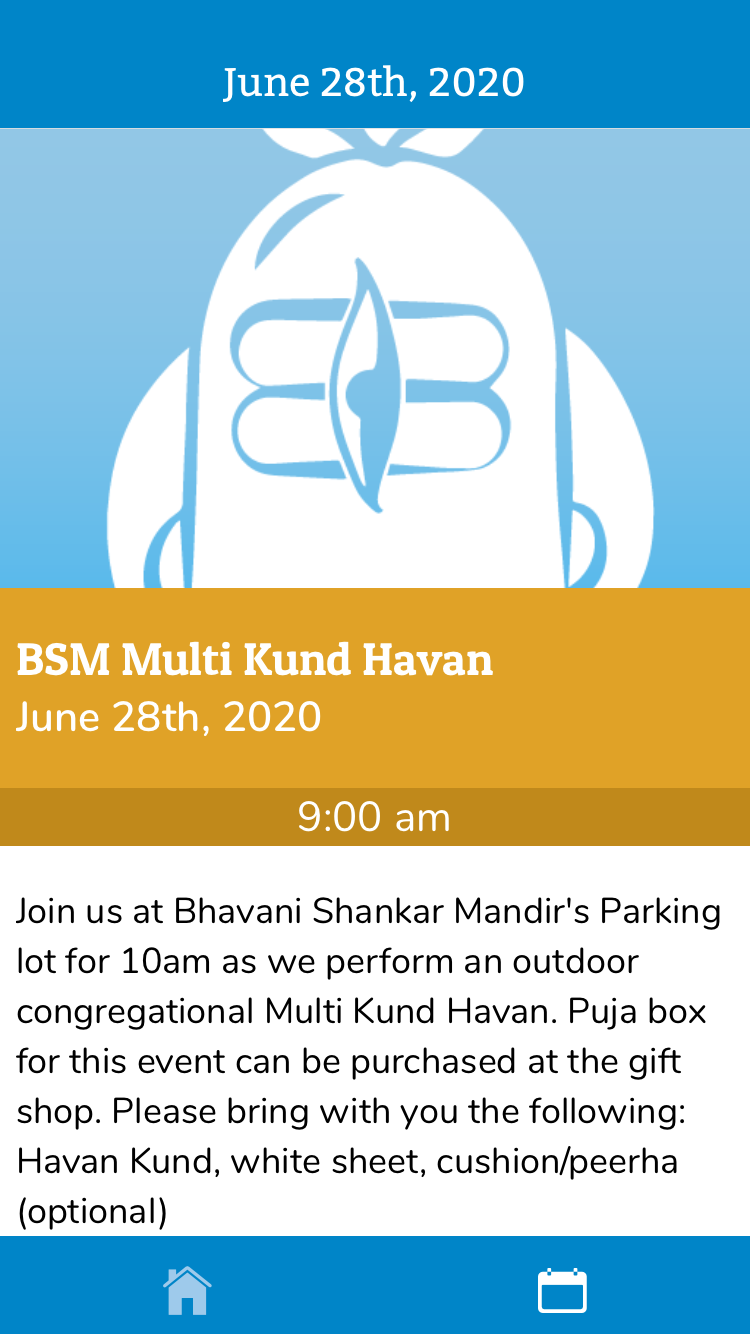 June 28th, 2020
BSM Multi Kund Havan
June 28th, 2020
9:00 am
Join us at Bhavani Shankar Mandir's Parking
lot for 10am as we perform an outdoor
congregational Multi Kund Havan. Puja box
for this event can be purchased at the gift
shop. Please bring with you the following:
Havan Kund, white sheet, cushion/peerha
(optional)